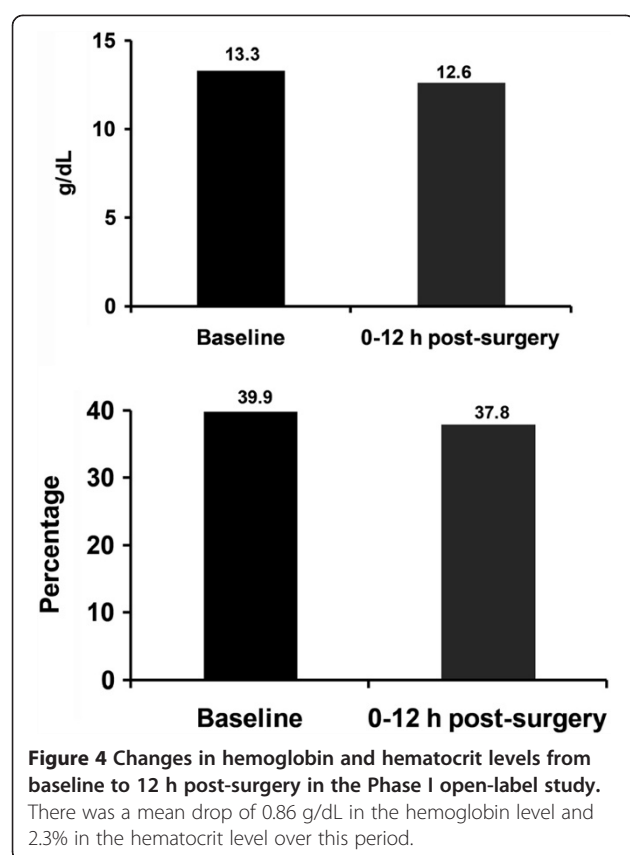 15
13.3
12.6
10
g/dL
5
0
Baseline
0-12 h post-surgery
40
39.9
37.8
30
Percentage
20
10
0
Baseline
0-12 h post-surgery
Figure 4 Changes in hemoglobin and hematocrit levels from
baseline to 12 h post-surgery in the Phase I open-label study.
There was a mean drop of 0.86 g/dL in the hemoglobin level and
2.3% in the hematocrit level over this period.